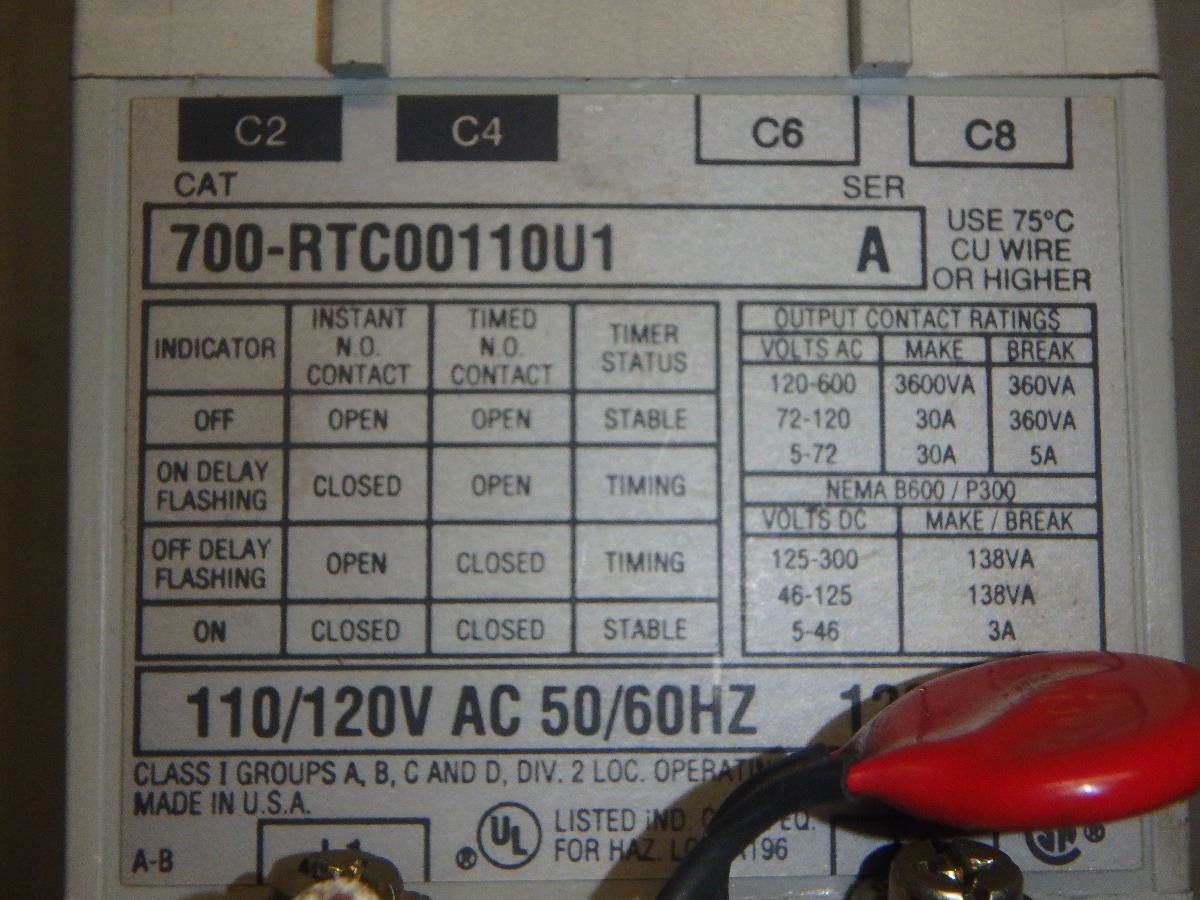 C2 C4 C6 C8
CAT SER
700-RTC00110U1 A
USE 75°C
CU WIRE
OR HIGHER
INDICATOR
INSTANT
N.O.
CONTACT
TIMED
N.O.
CONTACT
TIMER
STATUS
OFF OPEN OPEN STABLE
ON DELAY
FLASHING
CLOSED OPEN TIMING
OFF DELAY
FLASHING
OPEN CLOSED TIMING
ON CLOSED CLOSED STABLE
OUTPUT CONTACT RATINGS
VOLTS AC MAKE BREAK
120-600 3600VA 360VA
72-120 30A 360VA
5-72 30A 5A
NEMA B600 / P300
VOLTS DC MAKE / BREAK
125-300 138VA
46-125 138VA
5-46 3A
110/120V AC 50/60HZ
CLASS I GROUPS A, B, C AND D, DIV. 2 LOC.
MADE IN U.S.A.
A-B
® UL
LISTED IND. EQ.
FOR HAZ.
®